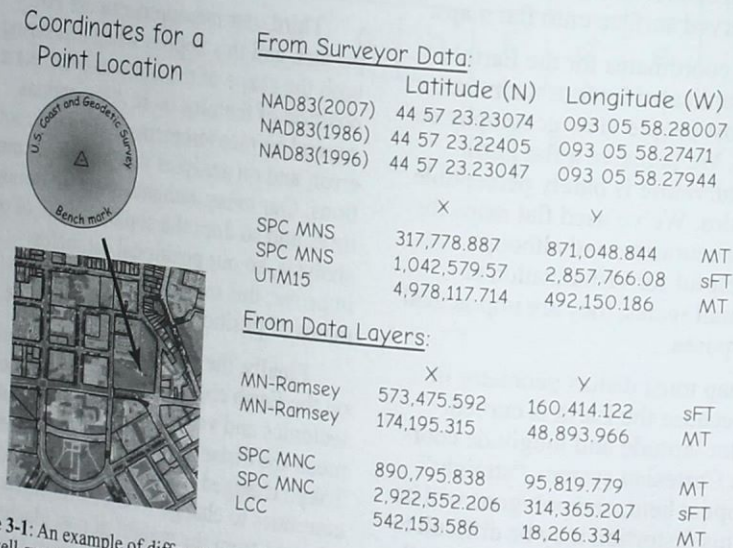 Coordinates for a
Point Location
U.S. Coast and Geodetic Survey
Bench mark
From Surveyor Data:
Latitude (N) Longitude (W)
NAD83(2007) 44 57 23.23074 093 05 58.28007
NAD83(1986) 44 57 23.22405 093 05 58.27471
NAD83(1996) 44 57 23.23047 093 05 58.27944
X Y
SPC MNS 317,778.887 871,048.844 MT
SPC MNS 1,042,579.57 2,857,766.08 sFT
UTM15 4,978,117.714 492,150.186 MT
From Data Layers:
X Y
MN-Ramsey 573,475.592 160,414.122 sFT
MN-Ramsey 174,195.315 48,893.966 MT
SPC MNC 890,795.838 95,819.779 MT
SPC MNC 2,922,552.206 314,365.207 sFT
LCC 542,153.586 18,266.334 MT
3-1: An example of